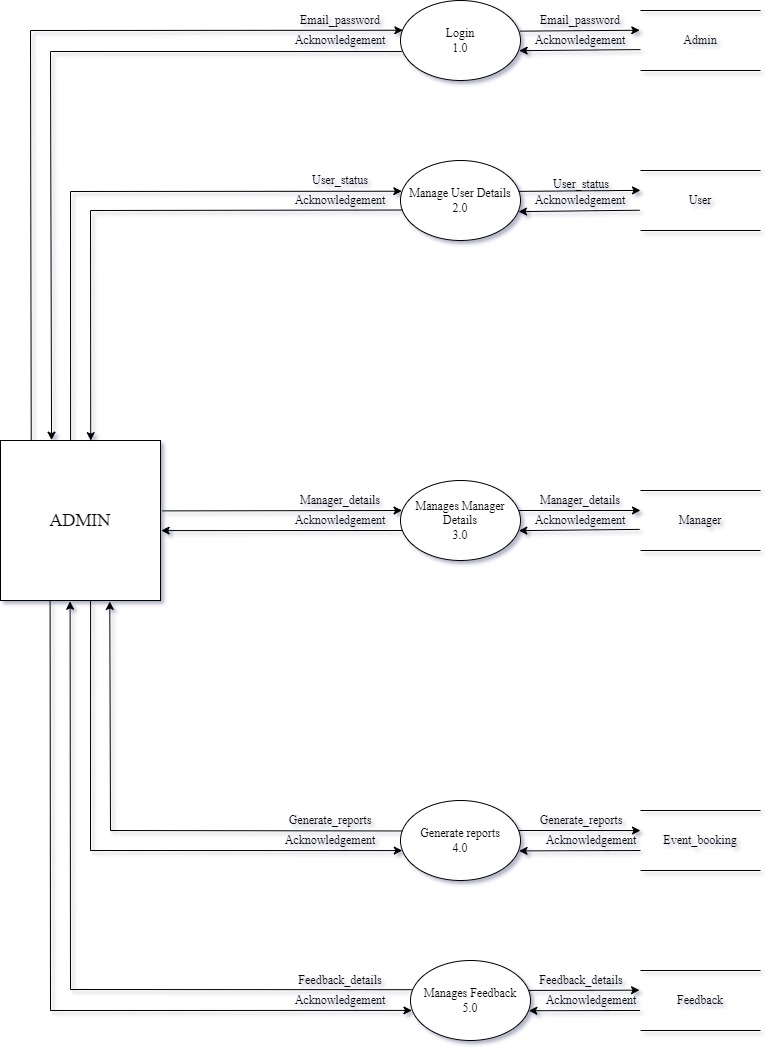 Email_password
Email_password
Login
1.0
Acknowledgement
Acknowledgement
Admin
User_status
User_status
Manage User Details
2.0
Acknowledgement
Acknowledgement
User
ADMIN
Manager_details
Manager_details
Manages Manager
Details
3.0
Acknowledgement
Acknowledgement
Manager
Generate_reports
Generate_reports
Generate reports
4.0
Acknowledgement
Acknowledgement
Event_booking
Feedback_details
Feedback_details
Manages Feedback
5.0
Acknowledgement
Acknowledgement
Feedback